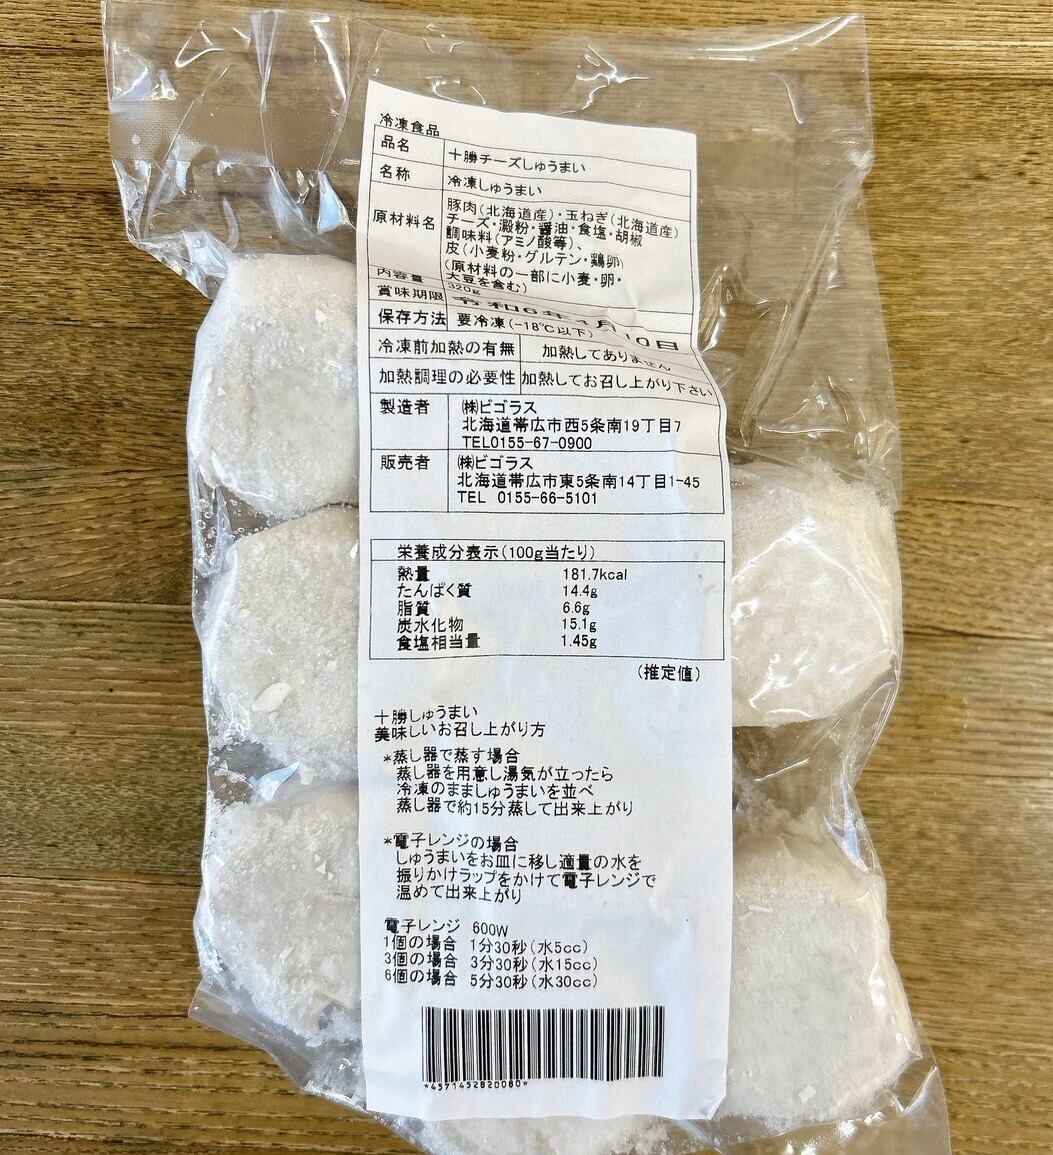 冷凍食品
品名 十勝チーズしゅうまい
名称 冷凍しゅうまい
原材料名 豚肉(北海道産)・玉ねぎ(北海道産)
チーズ・澱粉・醤油・食塩・胡椒
調味料(アミノ酸等)、
皮(小麦粉・グルテン・鶏卵)
(原材料の一部に小麦・卵・
大豆を含む)
内容量 320g
賞味期限 令和6年 月10日
保存方法 要冷凍(-18℃以下)
冷凍前加熱の有無 加熱してありません
加熱調理の必要性 加熱してお召し上がり下さい
製造者 ㈱ビゴラス
北海道帯広市西5条南19丁目7
TEL0155-67-0900
販売者 ㈱ビゴラス
北海道帯広市東5条南14丁目1-45
TEL 0155-66-5101
栄養成分表示(100g当たり)
熱量 181.7kcal
たんぱく質 14.4g
脂質 6.6g
炭水化物 15.1g
食塩相当量 1.45g
(推定値)
十勝しゅうまい
美味しいお召し上がり方
*蒸し器で蒸す場合
蒸し器を用意し湯気が立ったら
冷凍のまましゅうまいを並べ
蒸し器で約15分蒸して出来上がり
*電子レンジの場合
しゅうまいをお皿に移し適量の水を
振りかけラップをかけて電子レンジで
温めて出来上がり
電子レンジ 600W
1個の場合 1分30秒(水5cc)
3個の場合 3分30秒(水15cc)
6個の場合 5分30秒(水30cc)
*4571452820080*